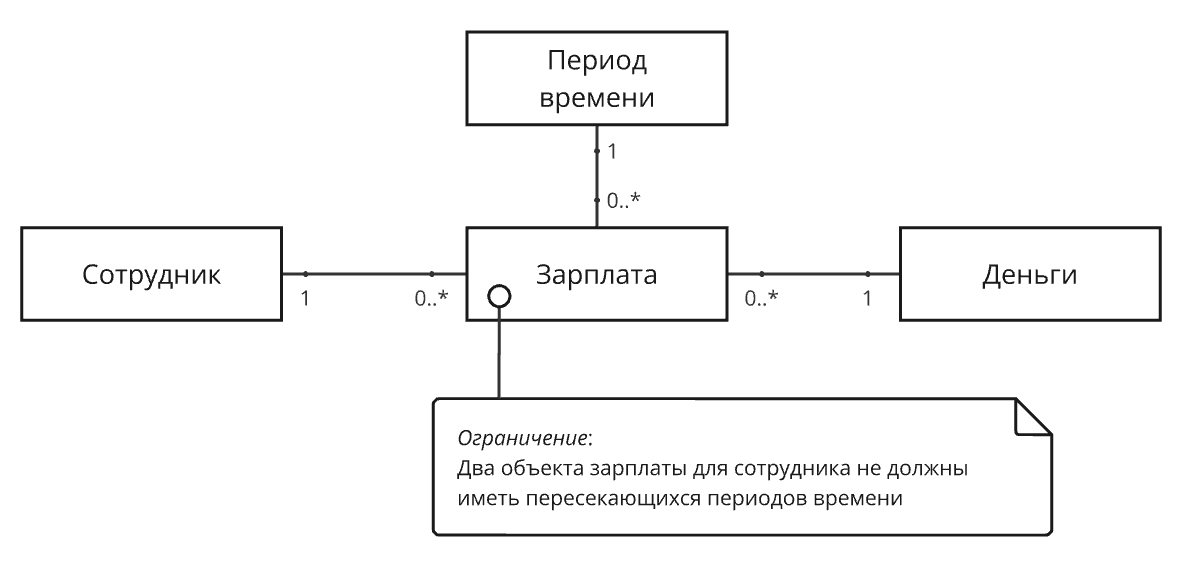 Период
времени
1
0..*
Сотрудник
Зарплата
Деньги
1
0..*
0..*
1
Ограничение:
Два объекта зарплаты для сотрудника не должны
иметь пересекающихся периодов времени